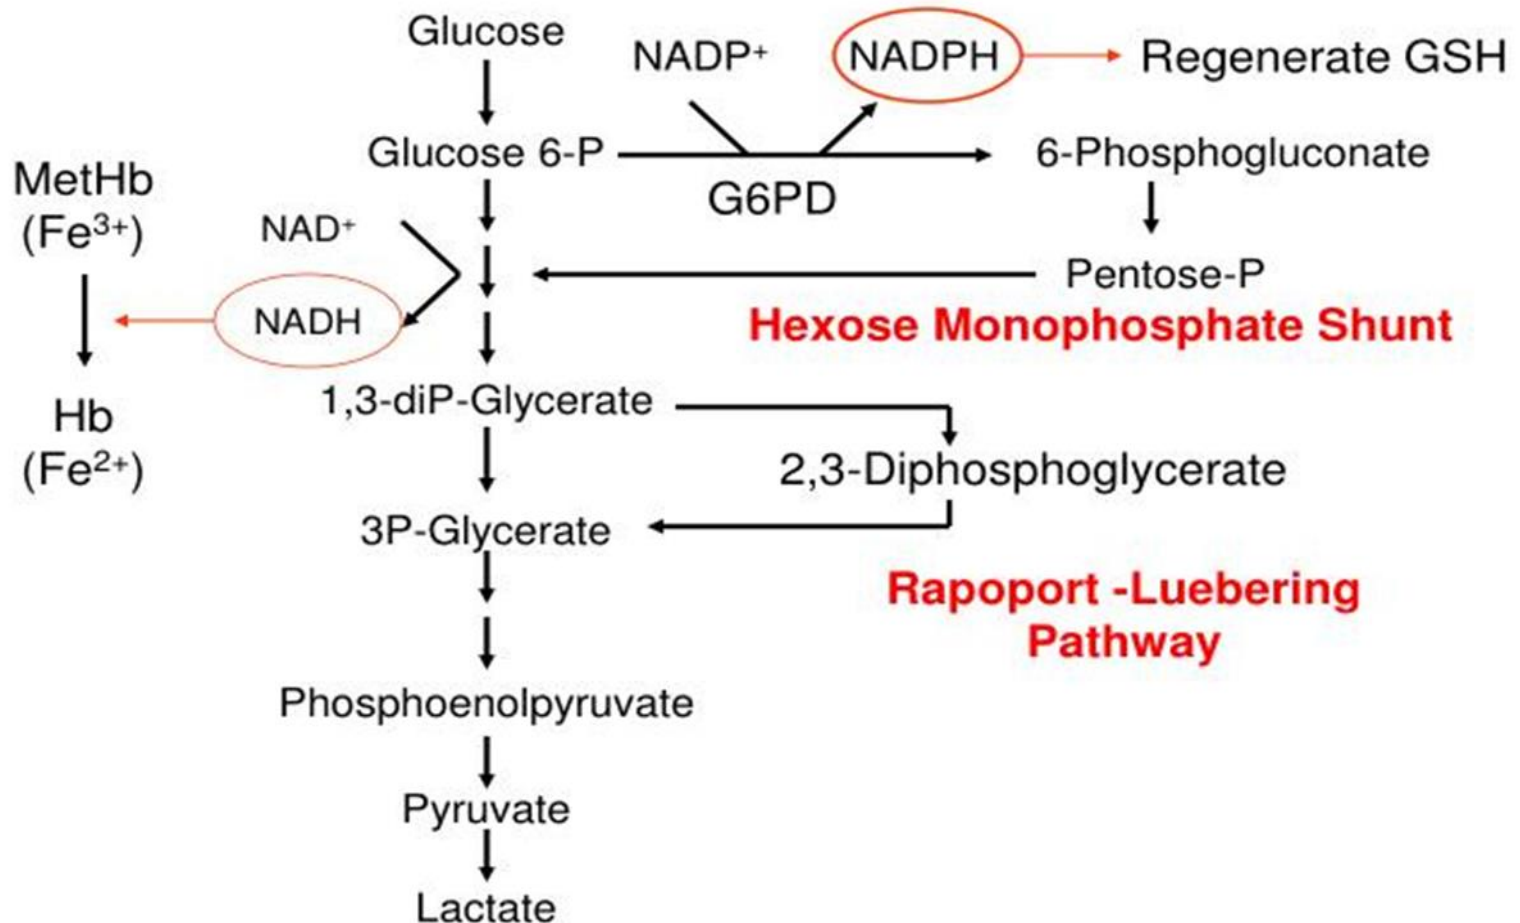 Glucose
NADP⁺
NADPH
Regenerate GSH
Glucose 6-P
6-Phosphogluconate
G6PD
MetHb
(Fe³⁺)
NAD⁺
NADH
Pentose-P
Hexose Monophosphate Shunt
Hb
(Fe²⁺)
1,3-diP-Glycerate
2,3-Diphosphoglycerate
3P-Glycerate
Rapoport -Luebering
Pathway
Phosphoenolpyruvate
Pyruvate
Lactate